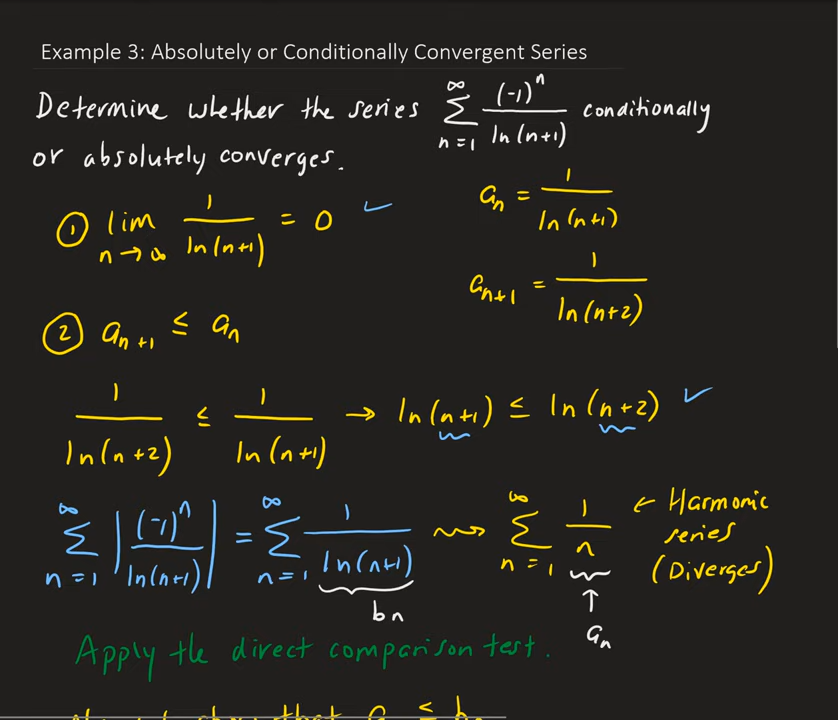 Example 3: Absolutely or Conditionally Convergent Series
Determine whether the series ∑_{n=1}^{∞} (-1)^n / ln(n+1) conditionally
or absolutely converges.
① lim_{n→∞} 1 / ln(n+1) = 0 ✓
a_n = 1 / ln(n+1)
a_{n+1} = 1 / ln(n+2)
② a_{n+1} ≤ a_n
1 / ln(n+2) ≤ 1 / ln(n+1) → ln(n+1) ≤ ln(n+2) ✓
∑_{n=1}^{∞} |(-1)^n / ln(n+1)| = ∑_{n=1}^{∞} 1 / ln(n+1) ⇝ ∑_{n=1}^{∞} 1 / n ← Harmonic
series
(Diverges)
b_n
↑
a_n
Apply the direct comparison test.